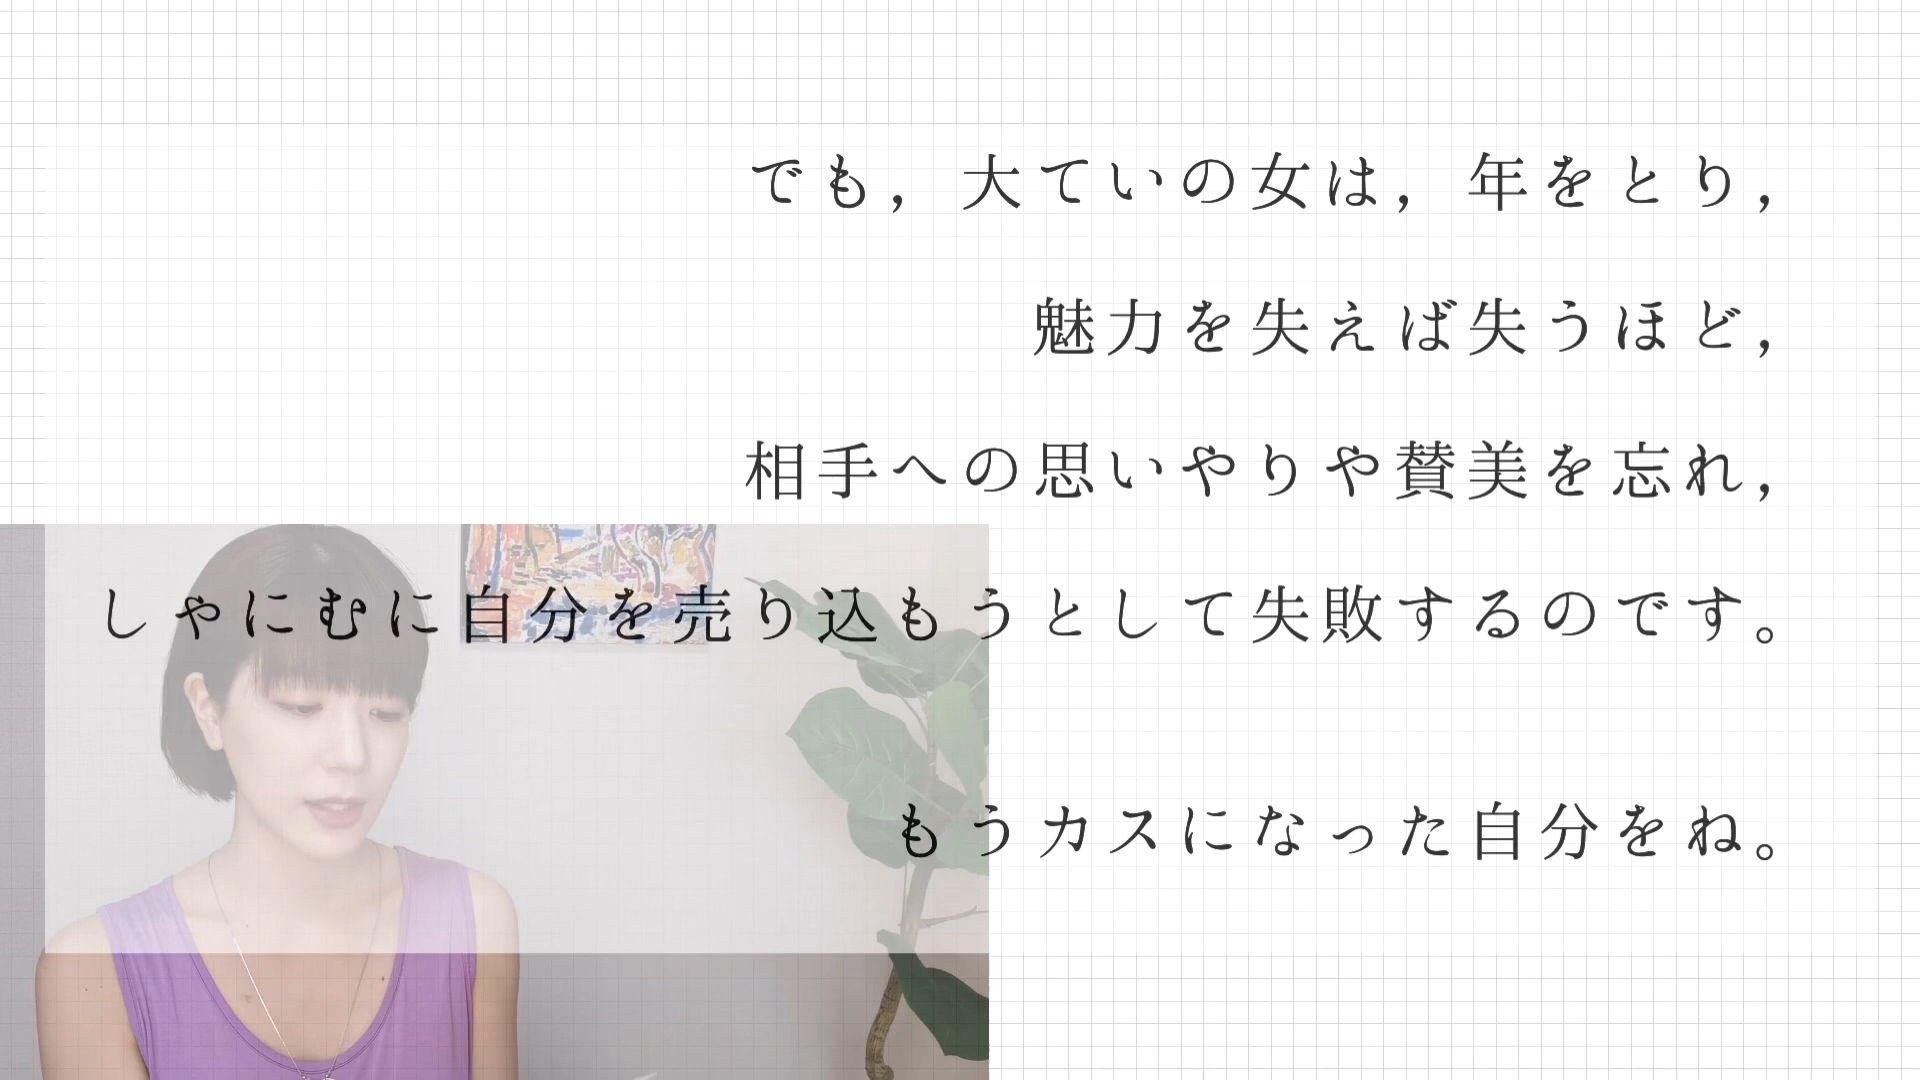 でも，大ていの女は，年をとり，
魅力を失えば失うほど，
相手への思いやりや賛美を忘れ，
しゃにむに自分を売り込もうとして失敗するのです。
もうカスになった自分をね。